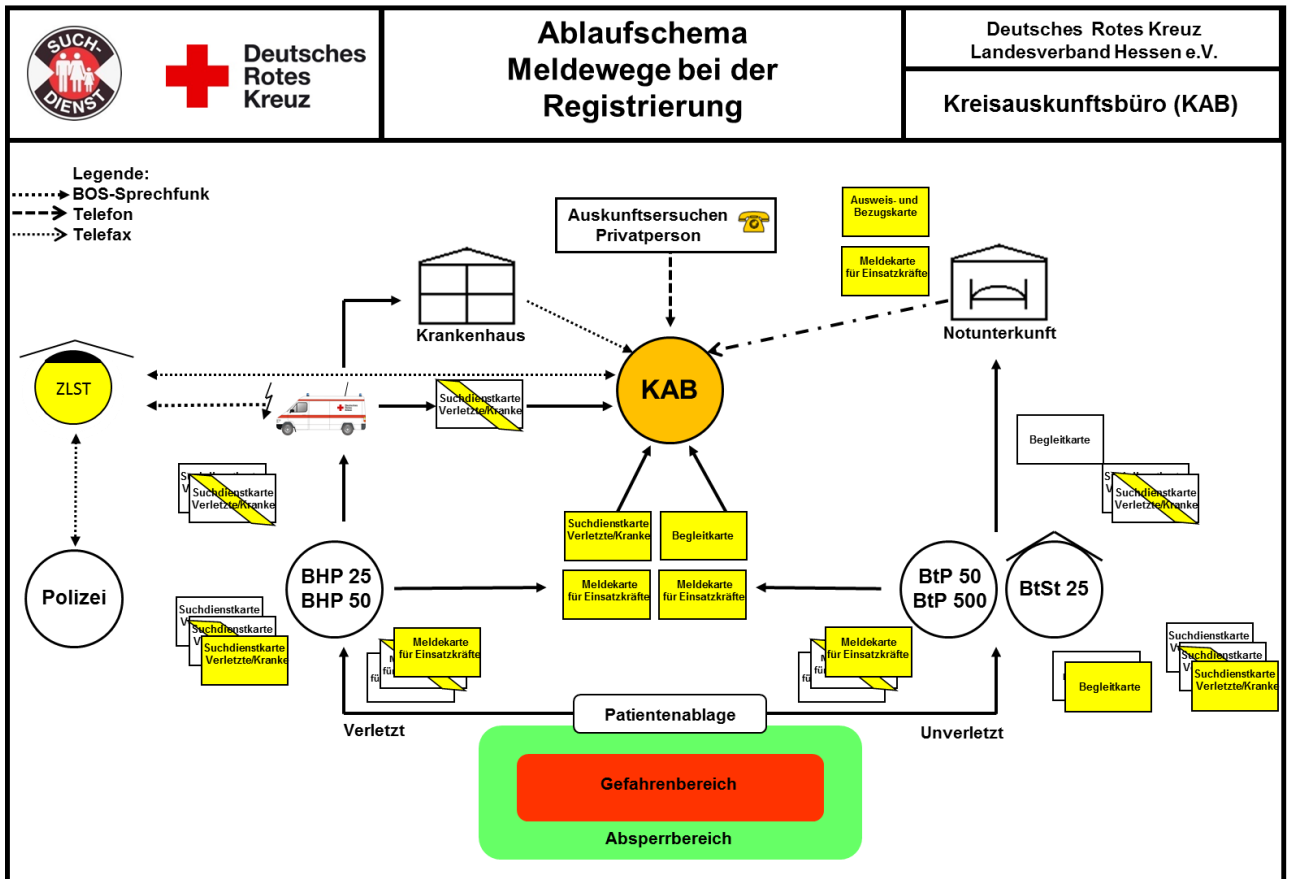 SUCH-
DIENST
Deutsches
Rotes
Kreuz
Ablaufschema
Meldewege bei der
Registrierung
Deutsches Rotes Kreuz
Landesverband Hessen e.V.
Kreisauskunftsbüro (KAB)
Legende:
BOS-Sprechfunk
Telefon
Telefax
Auskunftsersuchen
Privatperson
Ausweis- und
Bezugskarte
Meldekarte
für Einsatzkräfte
Krankenhaus
Notunterkunft
ZLST
KAB
Suchdienstkarte
Verletzte/Kranke
Begleitkarte
Suchdienstkarte
Verletzte/Kranke
Suchdienstkarte
Verletzte/Kranke
Suchdienstkarte
Verletzte/Kranke
Begleitkarte
Meldekarte
für Einsatzkräfte
Meldekarte
für Einsatzkräfte
Polizei
BHP 25
BHP 50
BtP 50
BtP 500
BtSt 25
Suchdienstkarte
Suchdienstkarte
Suchdienstkarte
Verletzte/Kranke
Meldekarte
für Einsatzkräfte
Meldekarte
für Einsatzkräfte
Begleitkarte
Suchdienstkarte
Suchdienstkarte
Suchdienstkarte
Verletzte/Kranke
Verletzt
Patientenablage
Unverletzt
Gefahrenbereich
Absperrbereich